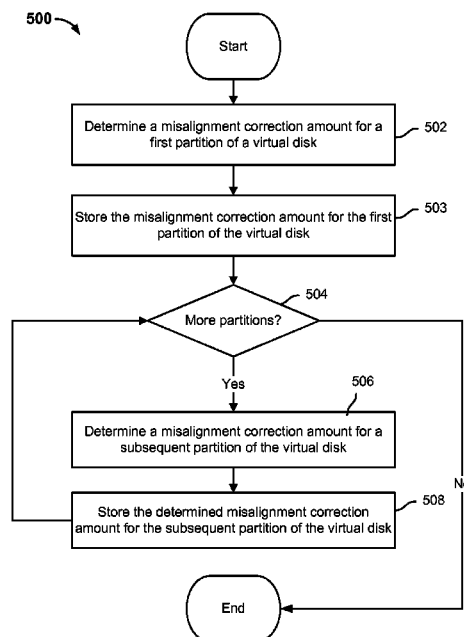 500
Start
Determine a misalignment correction amount for a
first partition of a virtual disk
502
Store the misalignment correction amount for the first
partition of the virtual disk
503
504
More partitions?
Yes
506
Determine a misalignment correction amount for a
subsequent partition of the virtual disk
Store the determined misalignment correction
amount for the subsequent partition of the virtual disk
508
End